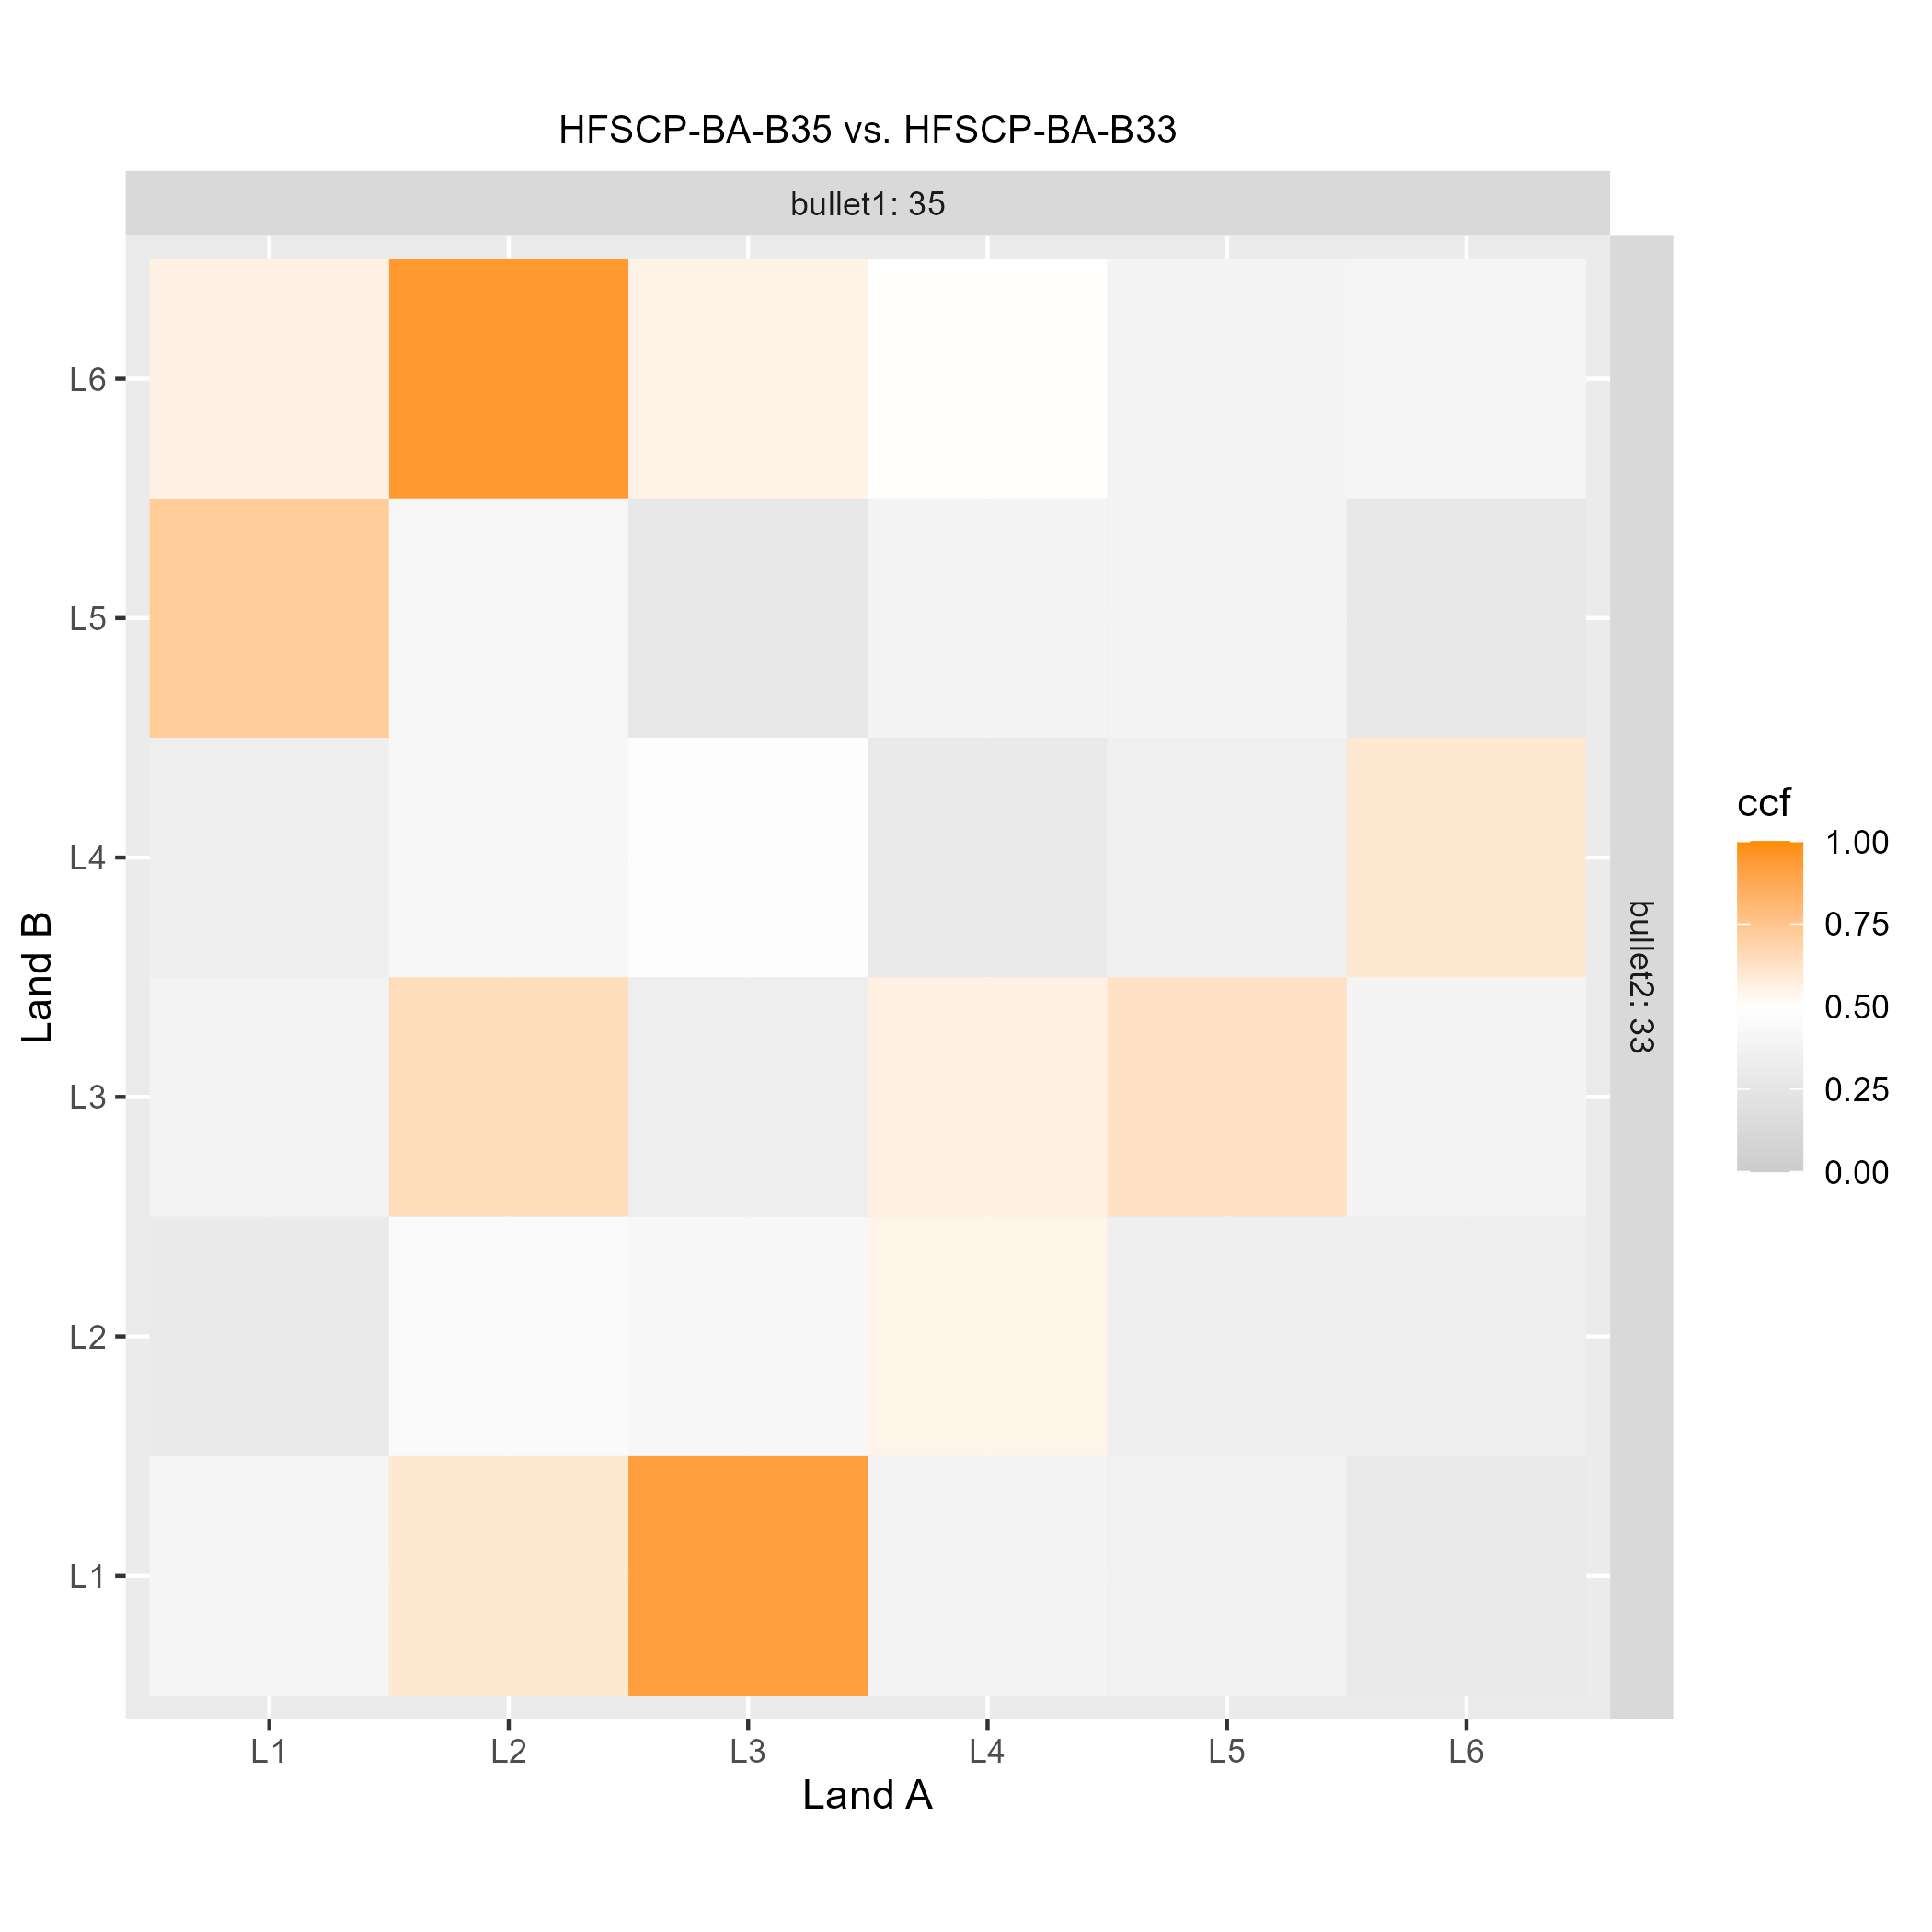 HFSCP-BA-B35 vs. HFSCP-BA-B33
bullet1: 35
bullet2: 33
Land B
L6
L5
L4
L3
L2
L1
L1 L2 L3 L4 L5 L6
Land A
ccf
1.00
0.75
0.50
0.25
0.00